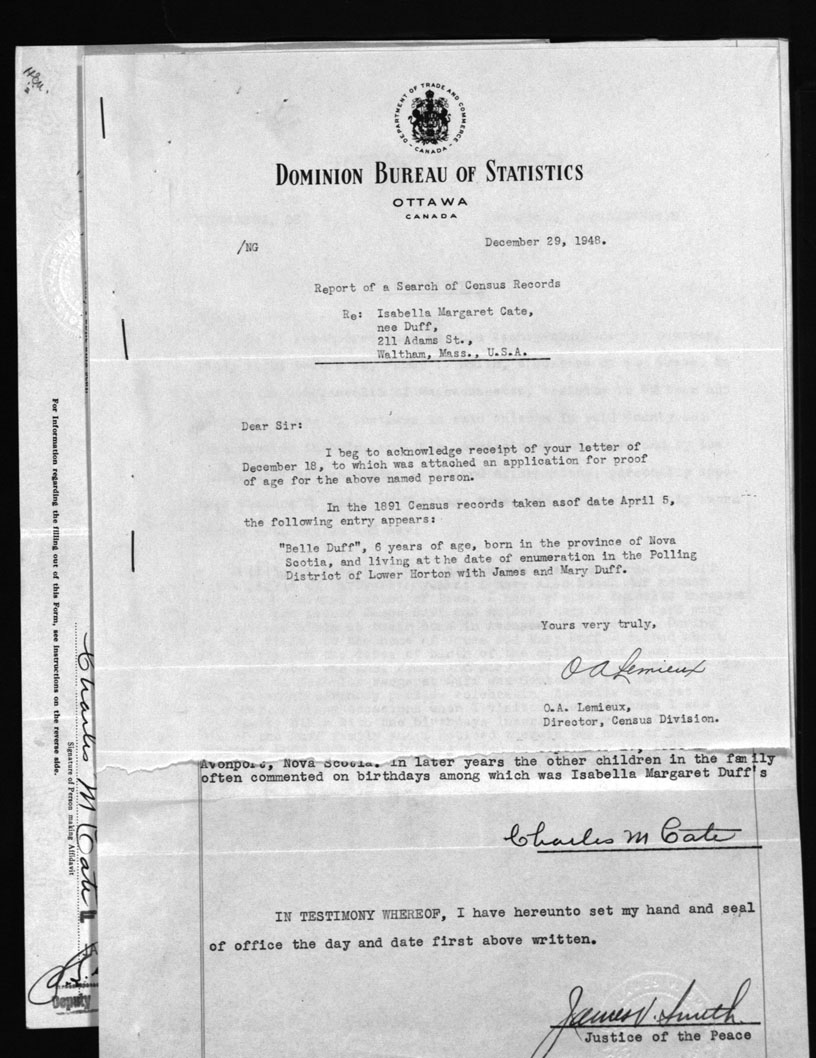 DEPARTMENT OF TRADE AND COMMERCE
- CANADA -
DOMINION BUREAU OF STATISTICS
OTTAWA
CANADA
/NG
December 29, 1948.
Report of a Search of Census Records
Re: Isabella Margaret Cate,
nee Duff,
211 Adams St.,
Waltham, Mass., U.S.A.
Dear Sir:
I beg to acknowledge receipt of your letter of
December 18, to which was attached an application for proof
of age for the above named person.
In the 1891 Census records taken asof date April 5,
the following entry appears:
"Belle Duff", 6 years of age, born in the province of Nova
Scotia, and living at the date of enumeration in the Polling
District of Lower Horton with James and Mary Duff.
Yours very truly,
O A Lemieux
O.A. Lemieux,
Director, Census Division.
Avonport, Nova Scotia. In later years the other children in the family
often commented on birthdays among which was Isabella Margaret Duff's
Charles M Cate
IN TESTIMONY WHEREOF, I have hereunto set my hand and seal
of office the day and date first above written.
James V. Smith
Justice of the Peace
For Information regarding the filling out of this Form, see instructions on the reverse side.
Charles M Cate
Signature of Person making Affidavit
Deputy